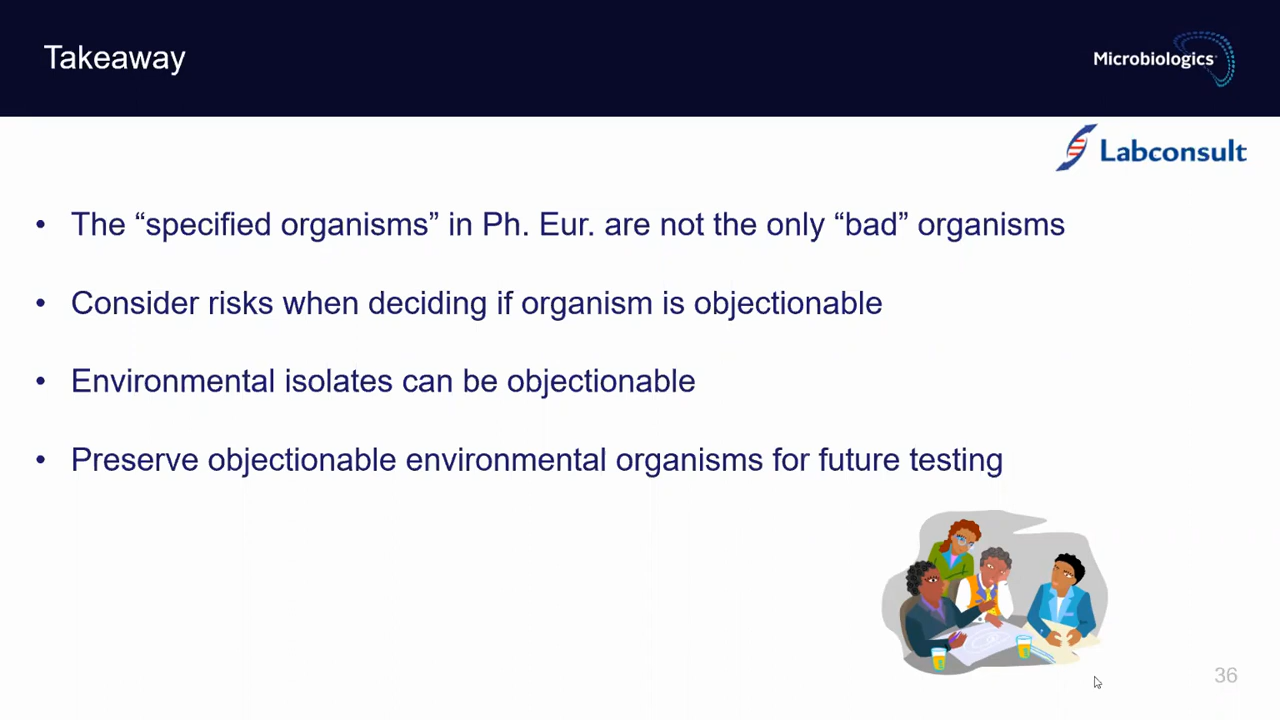 Takeaway
Microbiologics
Labconsult
• The “specified organisms” in Ph. Eur. are not the only “bad” organisms
• Consider risks when deciding if organism is objectionable
• Environmental isolates can be objectionable
• Preserve objectionable environmental organisms for future testing
36